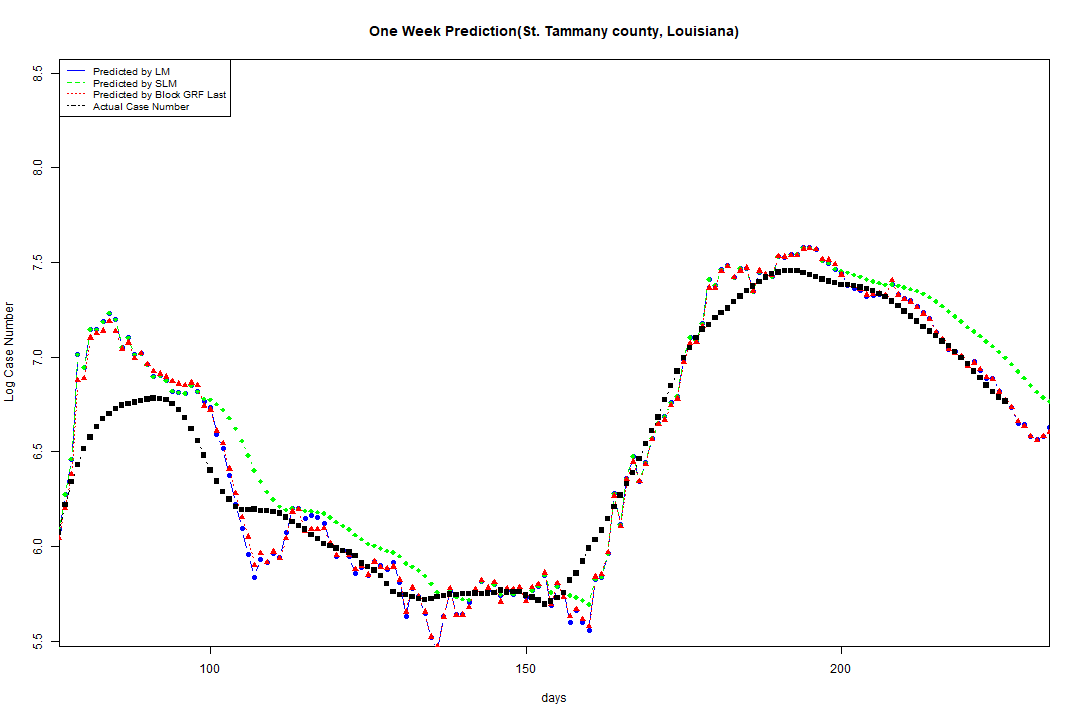 One Week Prediction(St. Tammany county, Louisiana)
Predicted by LM
Predicted by SLM
Predicted by Block GRF Last
Actual Case Number
8.5
8.0
7.5
7.0
6.5
6.0
5.5
Log Case Number
100 150 200
days